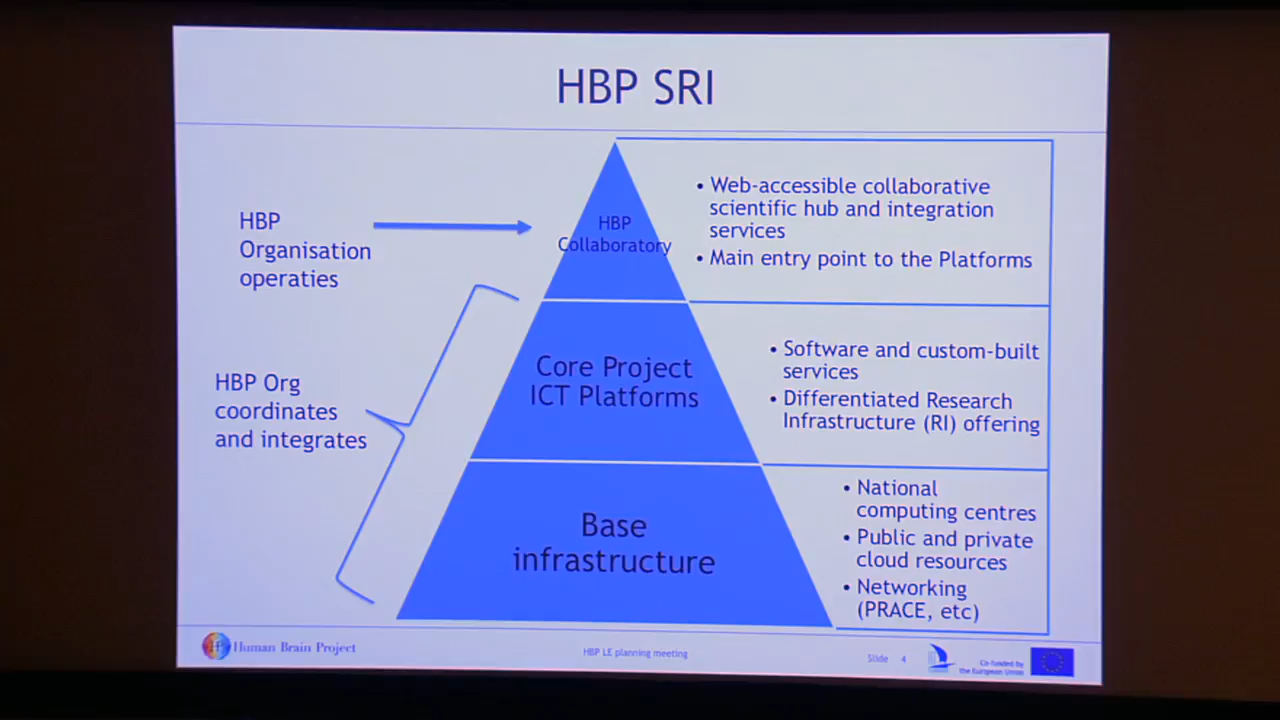 HBP SRI
HBP
Organisation
operaties
HBP Org
coordinates
and integrates
HBP
Collaboratory
Core Project
ICT Platforms
Base
infrastructure
• Web-accessible collaborative
scientific hub and integration
services
• Main entry point to the Platforms
• Software and custom-built
services
• Differentiated Research
Infrastructure (RI) offering
• National
computing centres
• Public and private
cloud resources
• Networking
(PRACE, etc)
Human Brain Project
HBP LE planning meeting
Slide 4
Co-funded by
the European Union